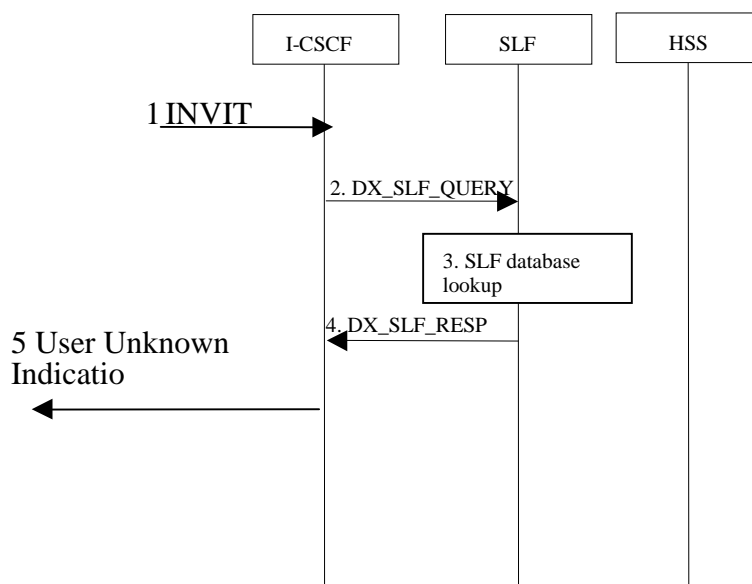 I-CSCF
SLF
HSS
1 INVIT
2. DX_SLF_QUERY
3. SLF database
lookup
4. DX_SLF_RESP
5 User Unknown
Indicatio